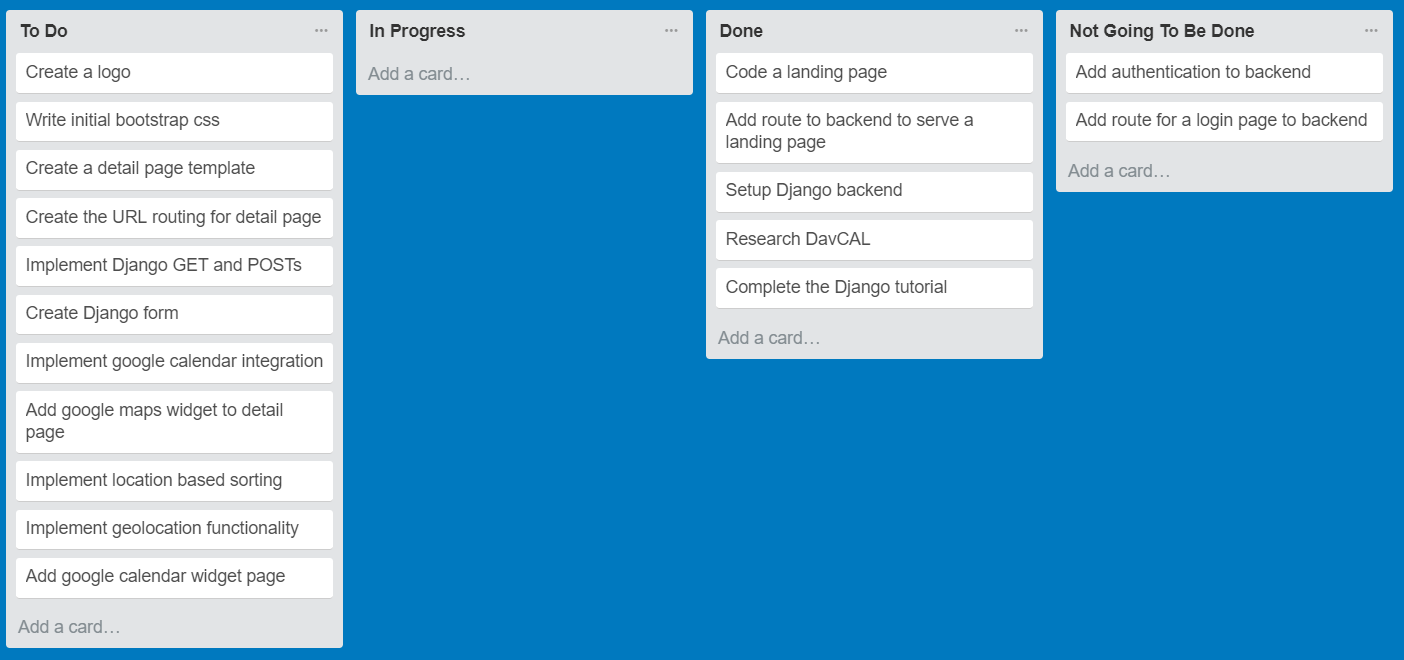 To Do
Create a logo
Write initial bootstrap css
Create a detail page template
Create the URL routing for detail page
Implement Django GET and POSTs
Create Django form
Implement google calendar integration
Add google maps widget to detail
page
Implement location based sorting
Implement geolocation functionality
Add google calendar widget page
Add a card…
In Progress
Add a card…
Done
Code a landing page
Add route to backend to serve a
landing page
Setup Django backend
Research DavCAL
Complete the Django tutorial
Add a card…
Not Going To Be Done
Add authentication to backend
Add route for a login page to backend
Add a card…